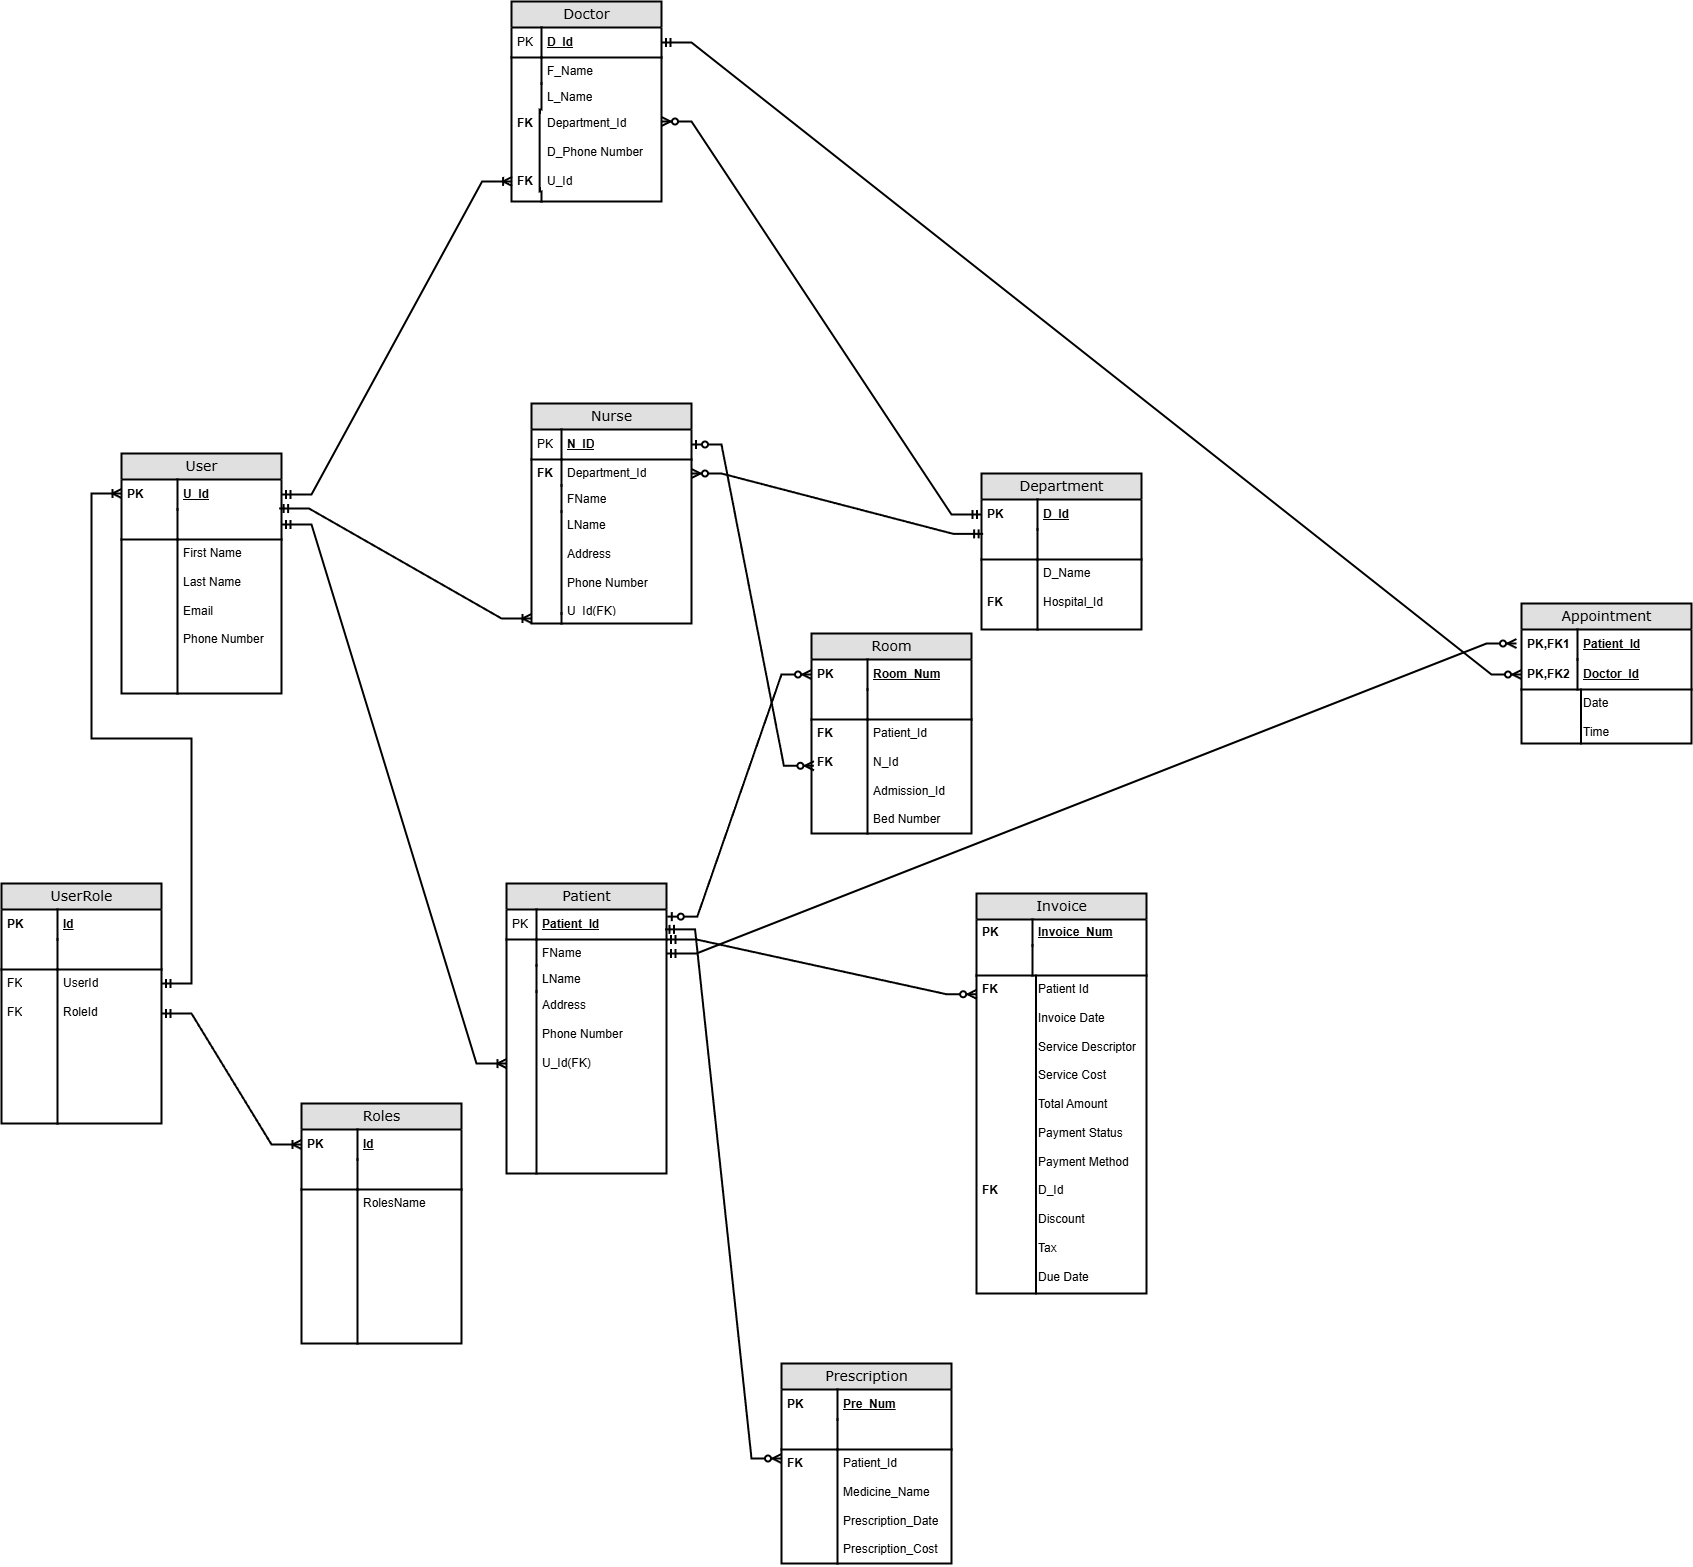 Doctor
PK D_Id
F_Name
L_Name
FK Department_Id
D_Phone Number
FK U_Id
Nurse
PK N_ID
FK Department_Id
FName
LName
Address
Phone Number
U_Id(FK)
User
PK U_Id
First Name
Last Name
Email
Phone Number
Department
PK D_Id
D_Name
FK Hospital_Id
Appointment
PK,FK1 Patient_Id
PK,FK2 Doctor_Id
Date
Time
Room
PK Room_Num
FK Patient_Id
FK N_Id
Admission_Id
Bed Number
UserRole
PK Id
FK UserId
FK RoleId
Patient
PK Patient_Id
FName
LName
Address
Phone Number
U_Id(FK)
Invoice
PK Invoice_Num
FK Patient Id
Invoice Date
Service Descriptor
Service Cost
Total Amount
Payment Status
Payment Method
FK D_Id
Discount
Tax
Due Date
Roles
PK Id
RolesName
Prescription
PK Pre_Num
FK Patient_Id
Medicine_Name
Prescription_Date
Prescription_Cost